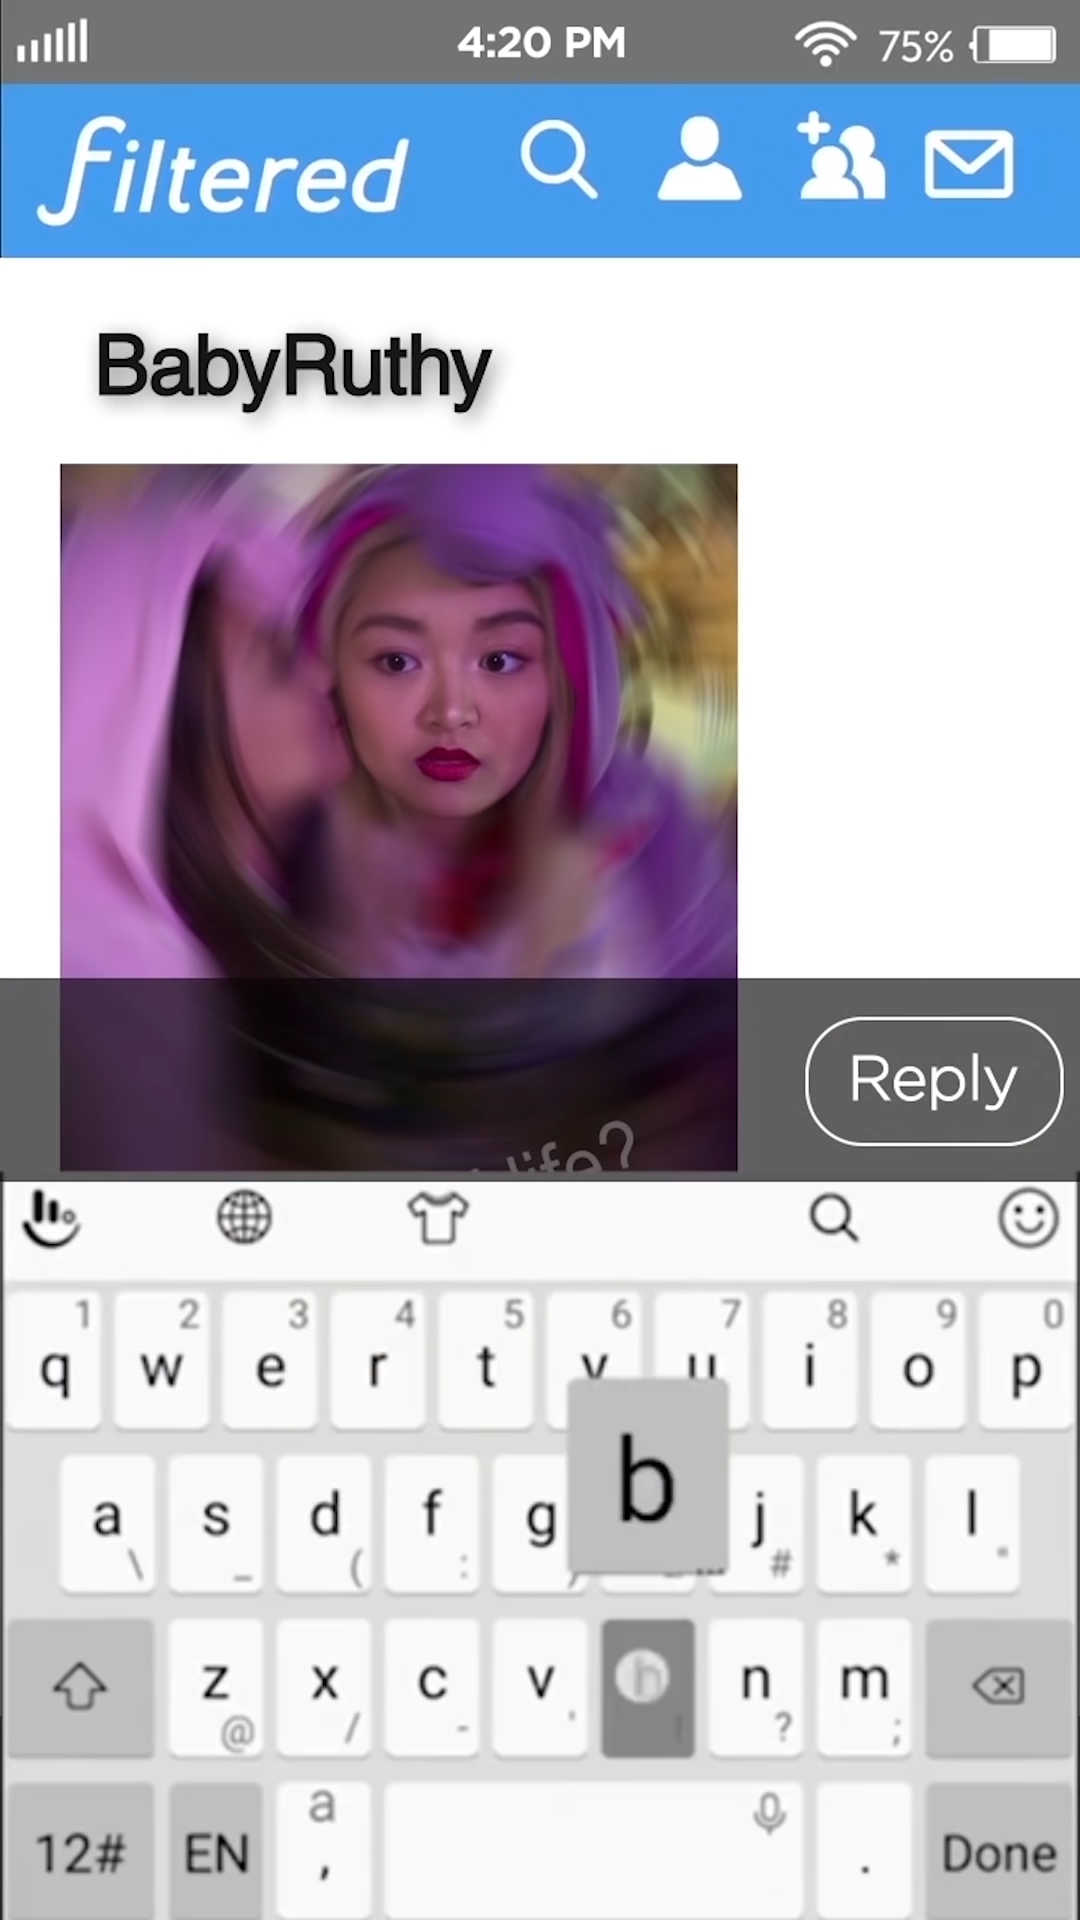 4:20 PM 75%
filtered
BabyRuthy
life?
Reply
1 2 3 4 5 6 7 8 9 0
q w e r t y u i o p
b
a s d f g j k l
\ _ ( : ) # * "
z x c v b n m
@ / - ' ? ;
12# EN a , . Done